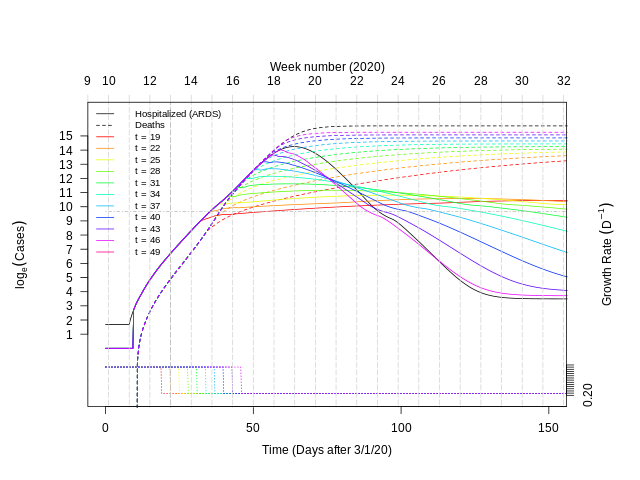 Week number (2020)
9 10 12 14 16 18 19 20 22 24 26 28 30 32
Hospitalized (ARDS)
Deaths
t = 19
t = 22
t = 25
t = 28
t = 31
t = 34
t = 37
t = 40
t = 43
t = 46
t = 49
15
14
13
12
11
10
9
8
7
6
5
4
3
2
1
logₑ(Cases)
Growth Rate (D⁻¹)
0.20
0 50 100 150
Time (Days after 3/1/20)